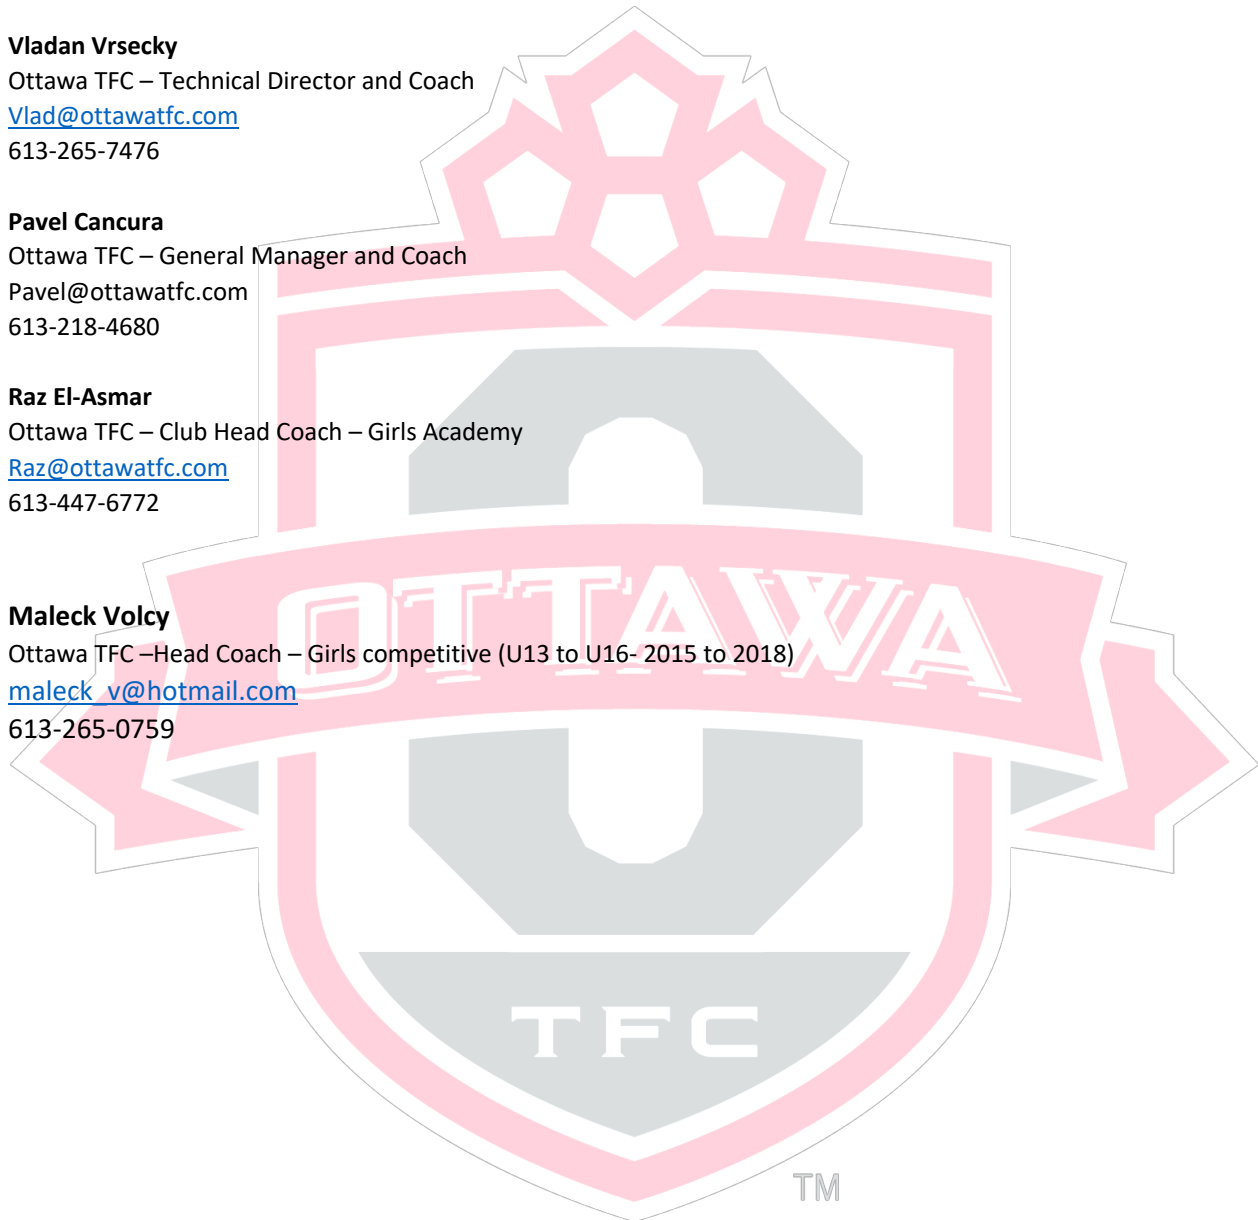 Vladan Vrsecky
Ottawa TFC – Technical Director and Coach
Vlad@ottawatfc.com
613-265-7476
Pavel Cancura
Ottawa TFC – General Manager and Coach
Pavel@ottawatfc.com
613-218-4680
Raz El-Asmar
Ottawa TFC – Club Head Coach – Girls Academy
Raz@ottawatfc.com
613-447-6772
Maleck Volcy
Ottawa TFC –Head Coach – Girls competitive (U13 to U16- 2015 to 2018)
maleck_v@hotmail.com
613-265-0759
OTTAWA
TFC
TM